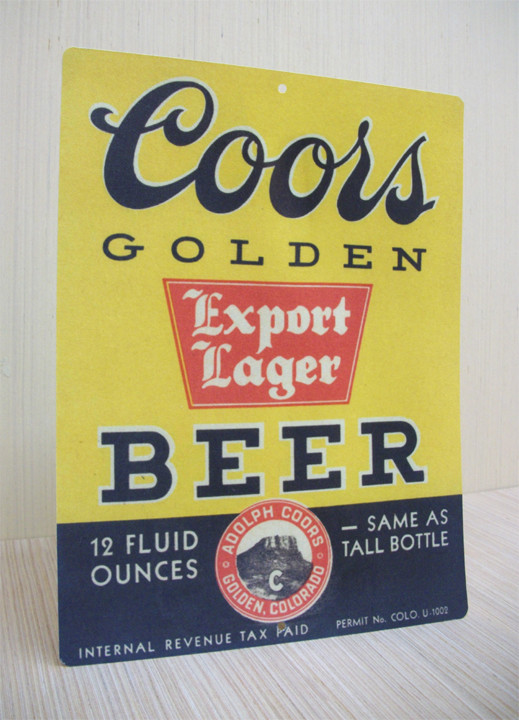 Coors
GOLDEN
Export
Lager
BEER
12 FLUID
OUNCES
ADOLPH COORS
C
GOLDEN, COLORADO
— SAME AS
TALL BOTTLE
INTERNAL REVENUE TAX PAID
PERMIT No. COLO. U-1002